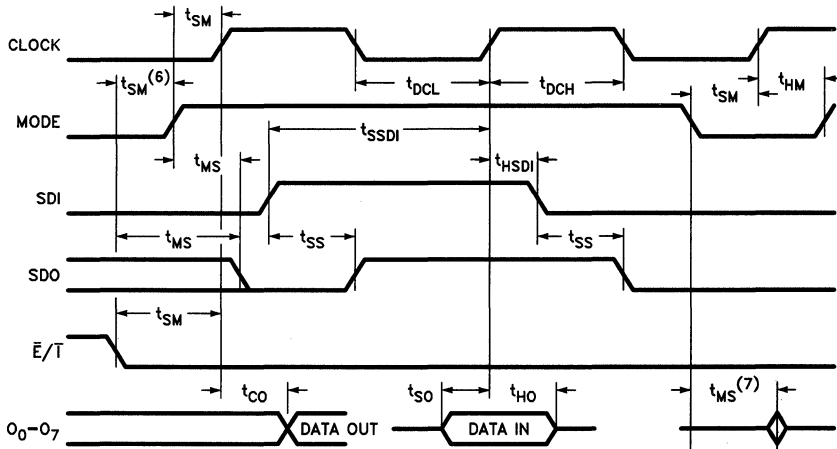 tSM
CLOCK
tSM(6)
tDCL
tDCH
tSM
tHM
MODE
tSSDI
tMS
tHSDI
SDI
tMS
tSS
tSS
SDO
tSM
Ē/Ī
tCO
tSO
tHO
tMS(7)
O0-O7
DATA OUT
DATA IN